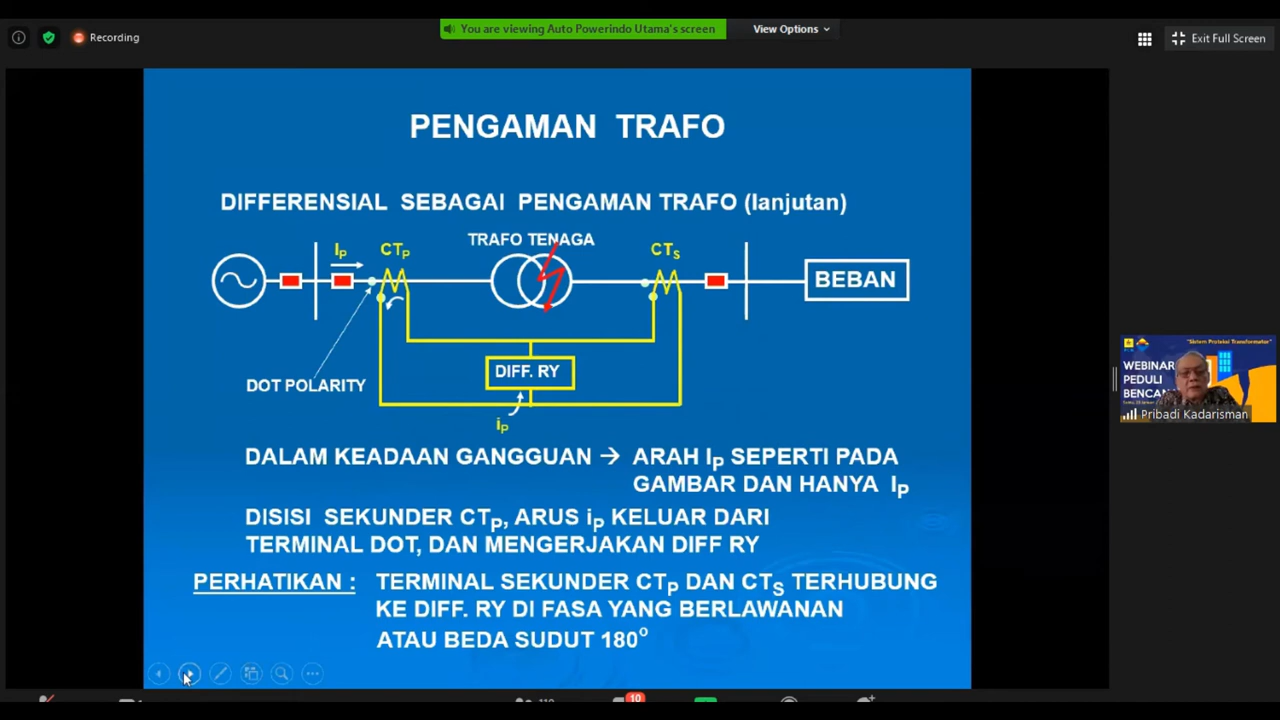 Recording
You are viewing Auto Powerindo Utama's screen
View Options
Exit Full Screen
PENGAMAN TRAFO
DIFFERENSIAL SEBAGAI PENGAMAN TRAFO (lanjutan)
TRAFO TENAGA
IP
CTP
CTS
BEBAN
DIFF. RY
DOT POLARITY
iP
DALAM KEADAAN GANGGUAN → ARAH IP SEPERTI PADA
GAMBAR DAN HANYA IP
DISISI SEKUNDER CTP, ARUS iP KELUAR DARI
TERMINAL DOT, DAN MENGERJAKAN DIFF RY
PERHATIKAN : TERMINAL SEKUNDER CTP DAN CTS TERHUBUNG
KE DIFF. RY DI FASA YANG BERLAWANAN
ATAU BEDA SUDUT 180°
"Sistem Proteksi Transformator"
WEBINAR
PEDULI
Pribadi Kadarisman
10